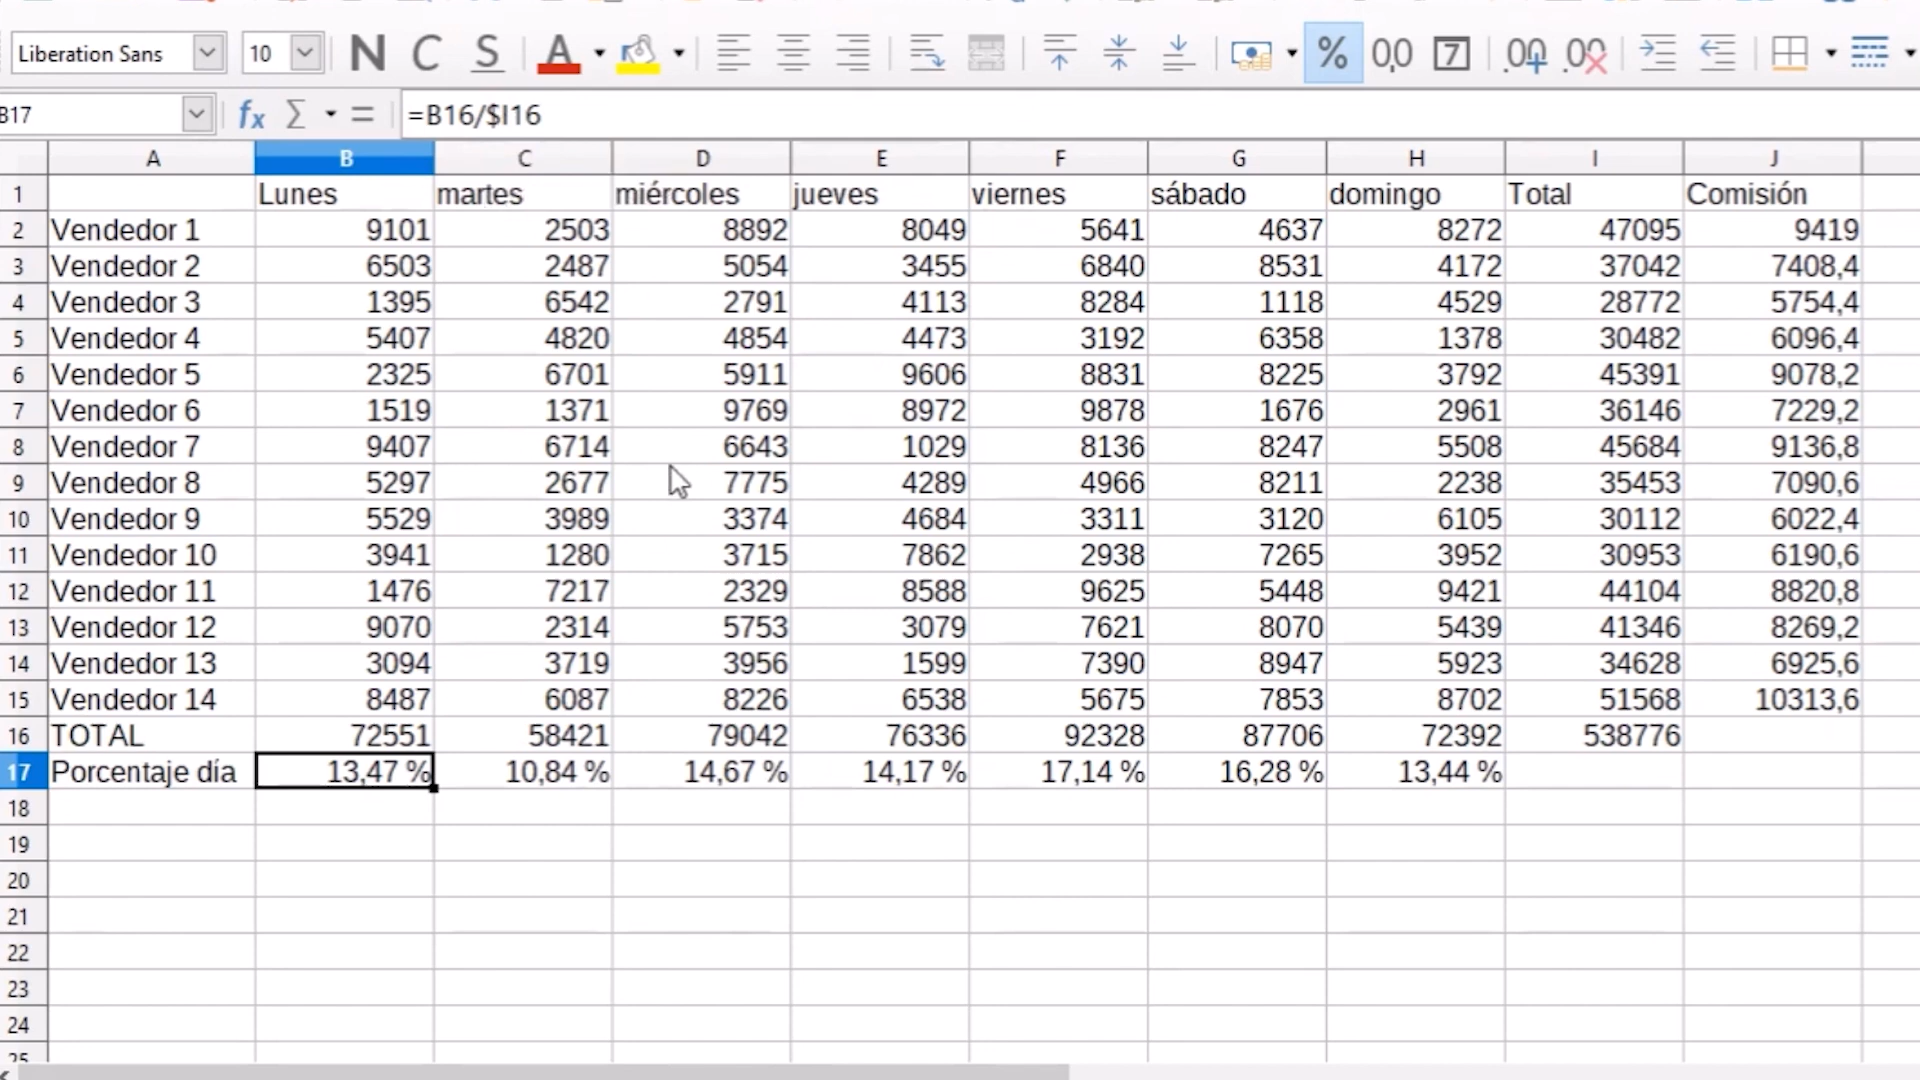 Liberation Sans 10 N C S A % 0,0 7 .00 .00
B17 fx Σ = =B16/$I16
A B C D E F G H I J
1 Lunes martes miércoles jueves viernes sábado domingo Total Comisión
2 Vendedor 1 9101 2503 8892 8049 5641 4637 8272 47095 9419
3 Vendedor 2 6503 2487 5054 3455 6840 8531 4172 37042 7408,4
4 Vendedor 3 1395 6542 2791 4113 8284 1118 4529 28772 5754,4
5 Vendedor 4 5407 4820 4854 4473 3192 6358 1378 30482 6096,4
6 Vendedor 5 2325 6701 5911 9606 8831 8225 3792 45391 9078,2
7 Vendedor 6 1519 1371 9769 8972 9878 1676 2961 36146 7229,2
8 Vendedor 7 9407 6714 6643 1029 8136 8247 5508 45684 9136,8
9 Vendedor 8 5297 2677 7775 4289 4966 8211 2238 35453 7090,6
10 Vendedor 9 5529 3989 3374 4684 3311 3120 6105 30112 6022,4
11 Vendedor 10 3941 1280 3715 7862 2938 7265 3952 30953 6190,6
12 Vendedor 11 1476 7217 2329 8588 9625 5448 9421 44104 8820,8
13 Vendedor 12 9070 2314 5753 3079 7621 8070 5439 41346 8269,2
14 Vendedor 13 3094 3719 3956 1599 7390 8947 5923 34628 6925,6
15 Vendedor 14 8487 6087 8226 6538 5675 7853 8702 51568 10313,6
16 TOTAL 72551 58421 79042 76336 92328 87706 72392 538776
17 Porcentaje día 13,47 % 10,84 % 14,67 % 14,17 % 17,14 % 16,28 % 13,44 %
18
19
20
21
22
23
24
25